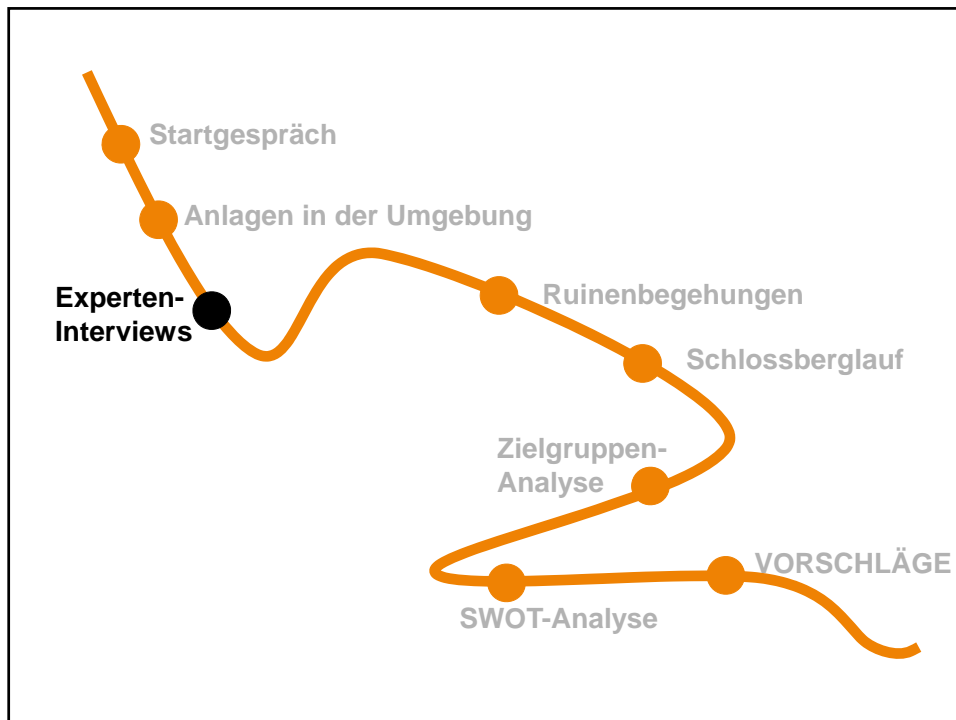 Startgespräch
Anlagen in der Umgebung
Experten-
Interviews
Ruinenbegehungen
Schlossberglauf
Zielgruppen-
Analyse
VORSCHLÄGE
SWOT-Analyse